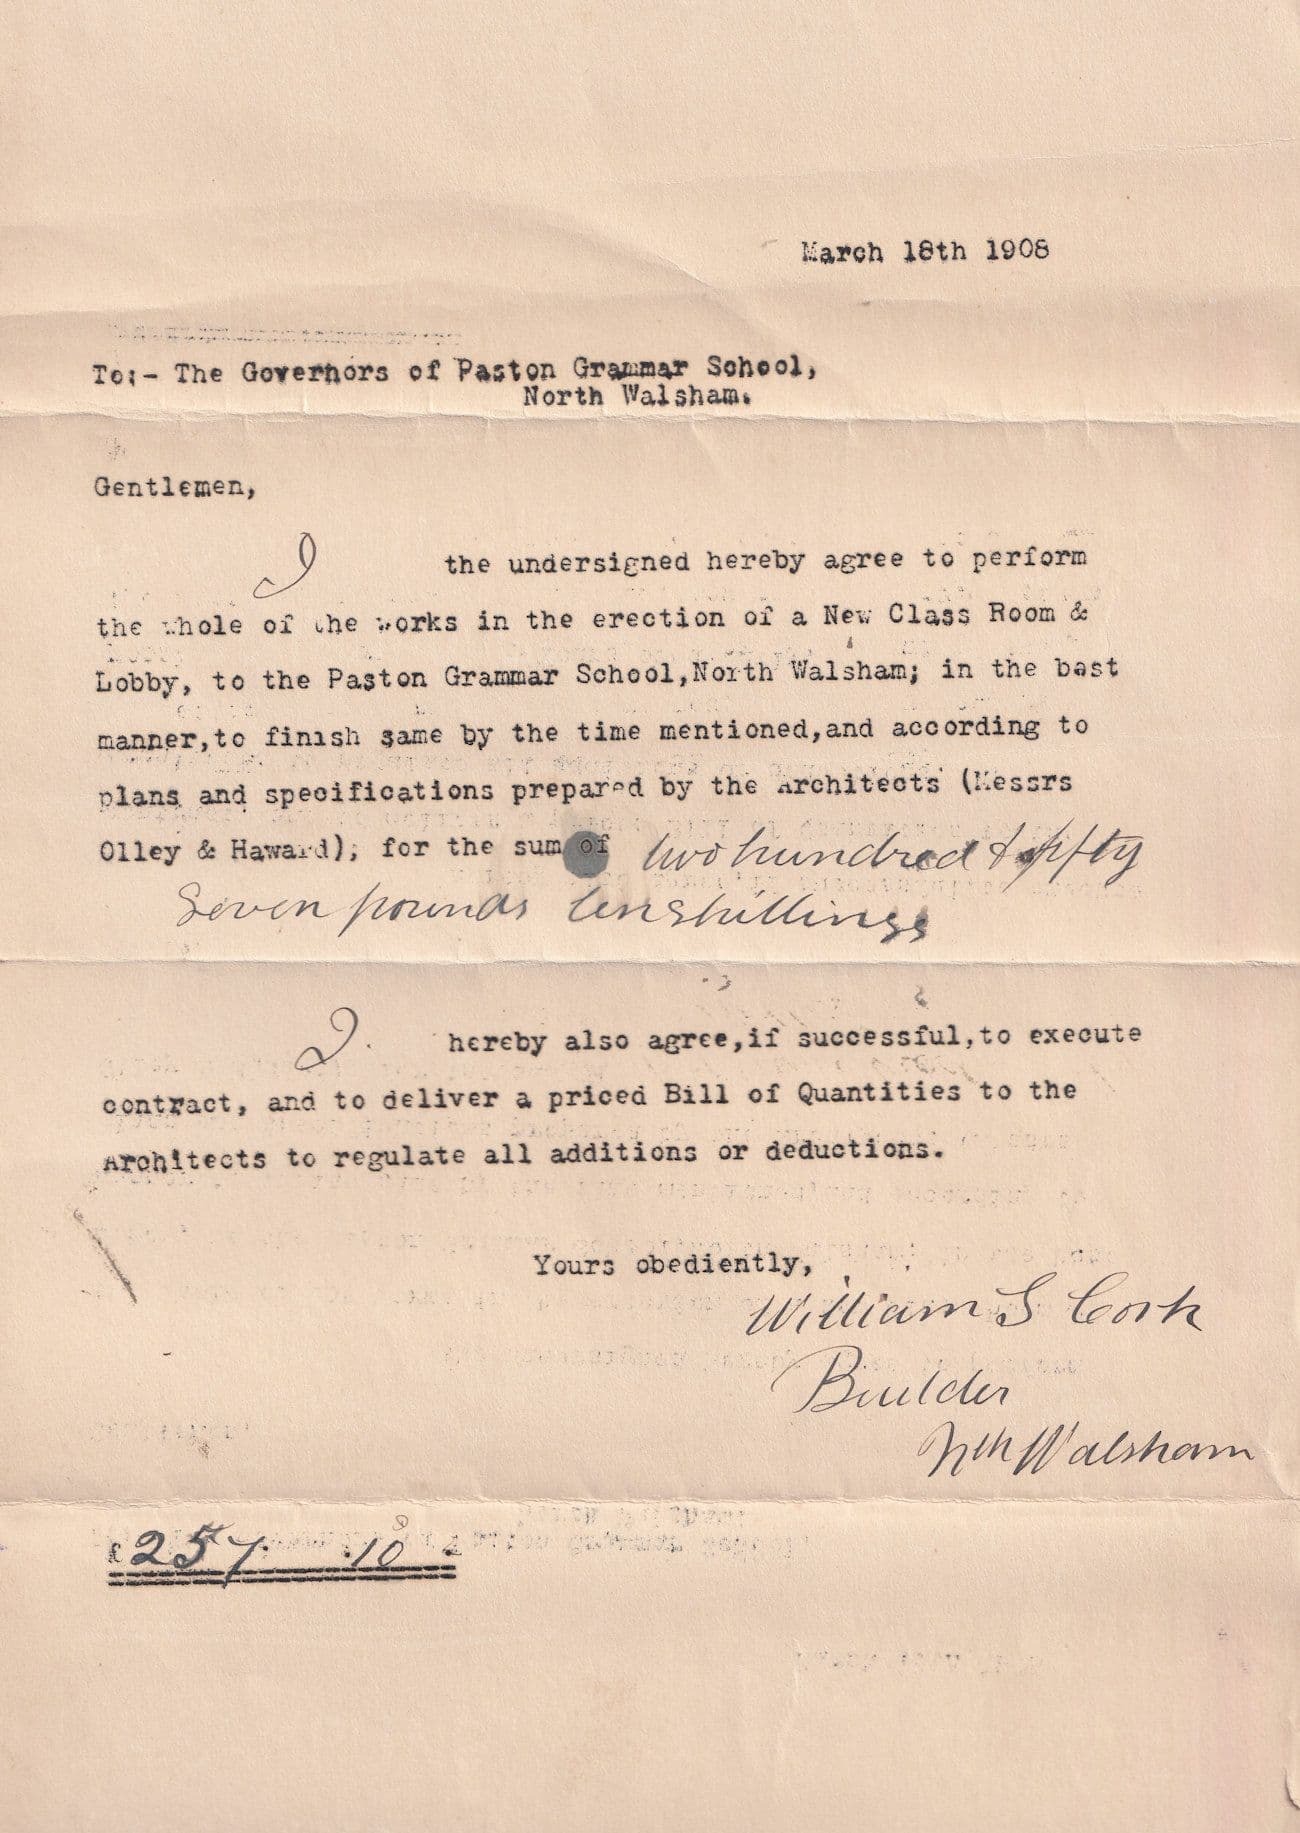 March 18th 1908
To:- The Governors of Paston Grammar School,
North Walsham.
Gentlemen,
I the undersigned hereby agree to perform
the whole of the works in the erection of a New Class Room &
Lobby, to the Paston Grammar School,North Walsham; in the best
manner,to finish same by the time mentioned,and according to
plans and specifications prepared by the Architects (Messrs
Olley & Haward); for the sum of two hundred & fifty
Seven pounds ten shillings
I hereby also agree,if successful,to execute
contract, and to deliver a priced Bill of Quantities to the
Architects to regulate all additions or deductions.
Yours obediently,
William S Cork
Builder
Nth Walsham
£ 257. .10